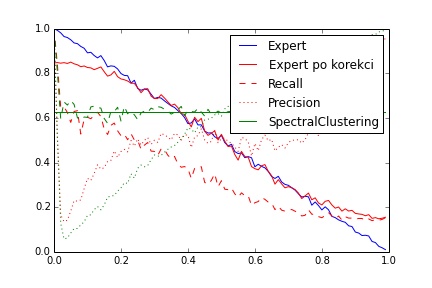 1.0
0.8
0.6
0.4
0.2
0.0
0.0 0.2 0.4 0.6 0.8 1.0
Expert
Expert po korekci
Recall
Precision
SpectralClustering